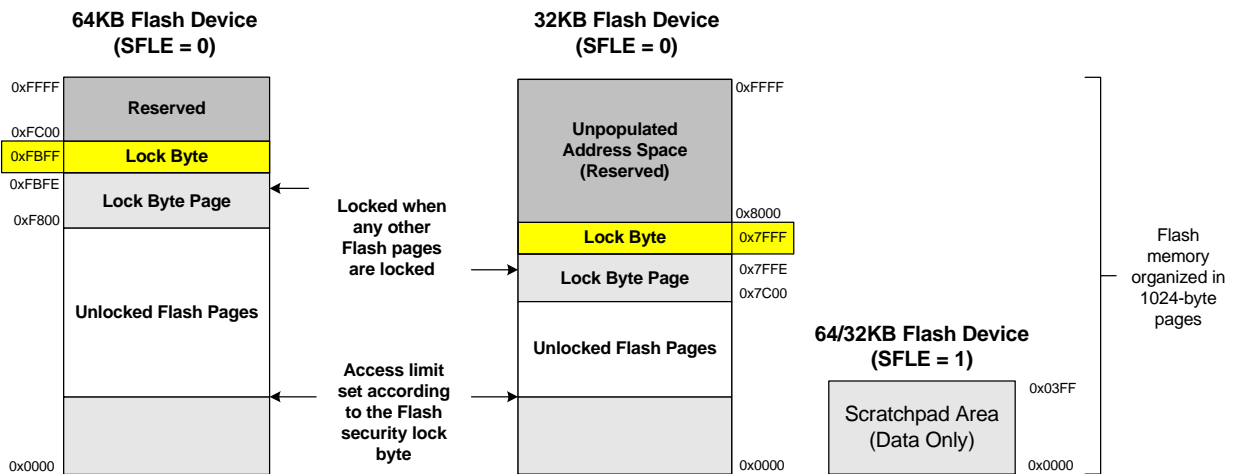 64KB Flash Device
(SFLE = 0)
0xFFFF
Reserved
0xFC00
0xFBFF
Lock Byte
0xFBFE
Lock Byte Page
0xF800
Unlocked Flash Pages
0x0000
Locked when
any other
Flash pages
are locked
Access limit
set according
to the Flash
security lock
byte
32KB Flash Device
(SFLE = 0)
0xFFFF
Unpopulated
Address Space
(Reserved)
0x8000
Lock Byte
0x7FFF
0x7FFE
Lock Byte Page
0x7C00
Unlocked Flash Pages
0x0000
64/32KB Flash Device
(SFLE = 1)
0x03FF
Scratchpad Area
(Data Only)
0x0000
Flash
memory
organized in
1024-byte
pages